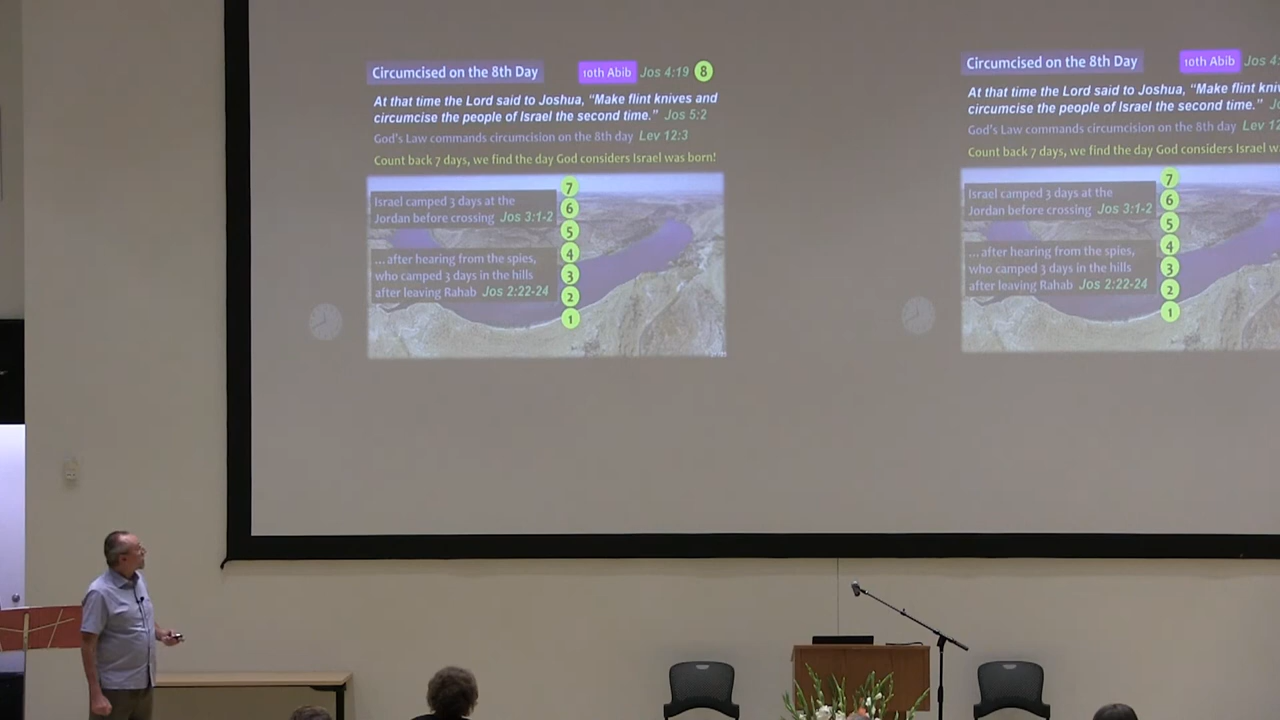 Circumcised on the 8th Day 10th Abib Jos 4:19 8
At that time the Lord said to Joshua, “Make flint knives and
circumcise the people of Israel the second time.” Jos 5:2
God's Law commands circumcision on the 8th day Lev 12:3
Count back 7 days, we find the day God considers Israel was born!
7
Israel camped 3 days at the
6
Jordan before crossing Jos 3:1-2
5
4
... after hearing from the spies,
who camped 3 days in the hills
3
after leaving Rahab Jos 2:22-24
2
1
Circumcised on the 8th Day 10th Abib Jos
At that time the Lord said to Joshua, “Make flint
circumcise the people of Israel the second time.”
God's Law commands circumcision on the 8th day Lev
Count back 7 days, we find the day God considers Israel
7
Israel camped 3 days at the
6
Jordan before crossing Jos 3:1-2
5
4
... after hearing from the spies,
who camped 3 days in the hills
3
after leaving Rahab Jos 2:22-24
2
1